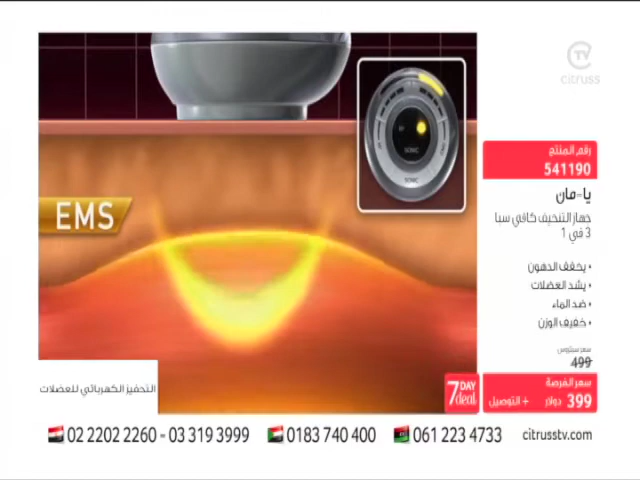 citruss
TV
رقم المنتج
541190
يا-مان
جهاز التنحيف كافي سبا
3 في 1
• يخفف الدهون
• يشد العضلات
• ضد الماء
• خفيف الوزن
سعر سيتروس
499
سعر الفرصة
399 دولار + التوصيل
7 DAY deal
EMS
SONIC
التحفيز الكهربائي للعضلات
02 2202 2260 - 03 319 3999
0183 740 400
061 223 4733
citrusstv.com